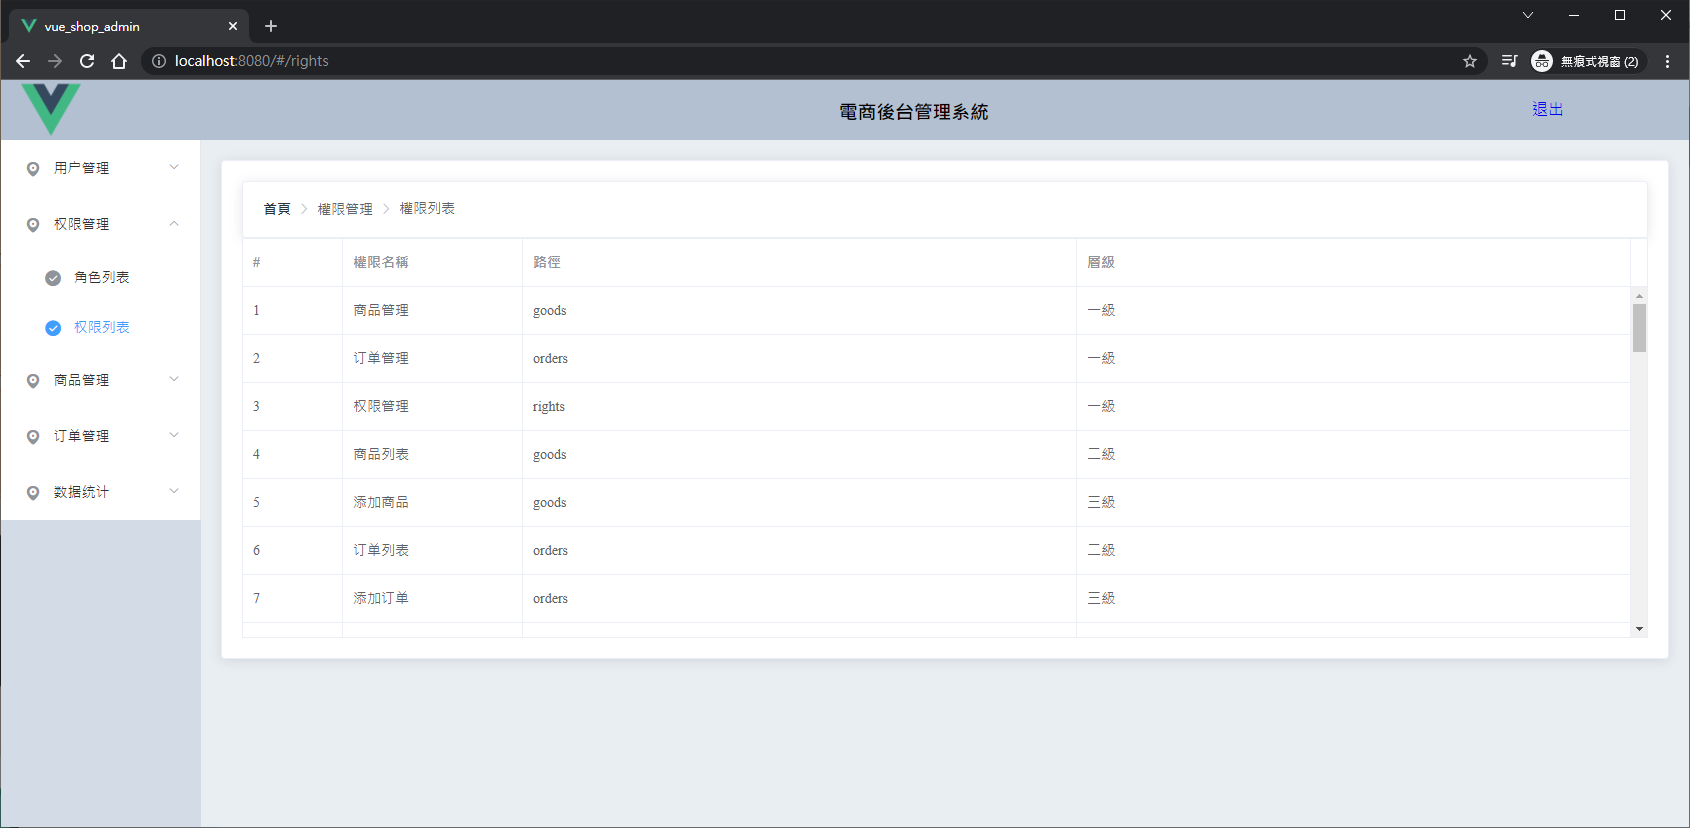 vue_shop_admin
localhost:8080/#/rights
無痕式視窗 (2)
電商後台管理系統
退出
用户管理
权限管理
角色列表
权限列表
商品管理
订单管理
数据统计
首頁 權限管理 權限列表
# 權限名稱 路徑 層級
1 商品管理 goods 一級
2 订单管理 orders 一級
3 权限管理 rights 一級
4 商品列表 goods 二級
5 添加商品 goods 三級
6 订单列表 orders 二級
7 添加订单 orders 三級